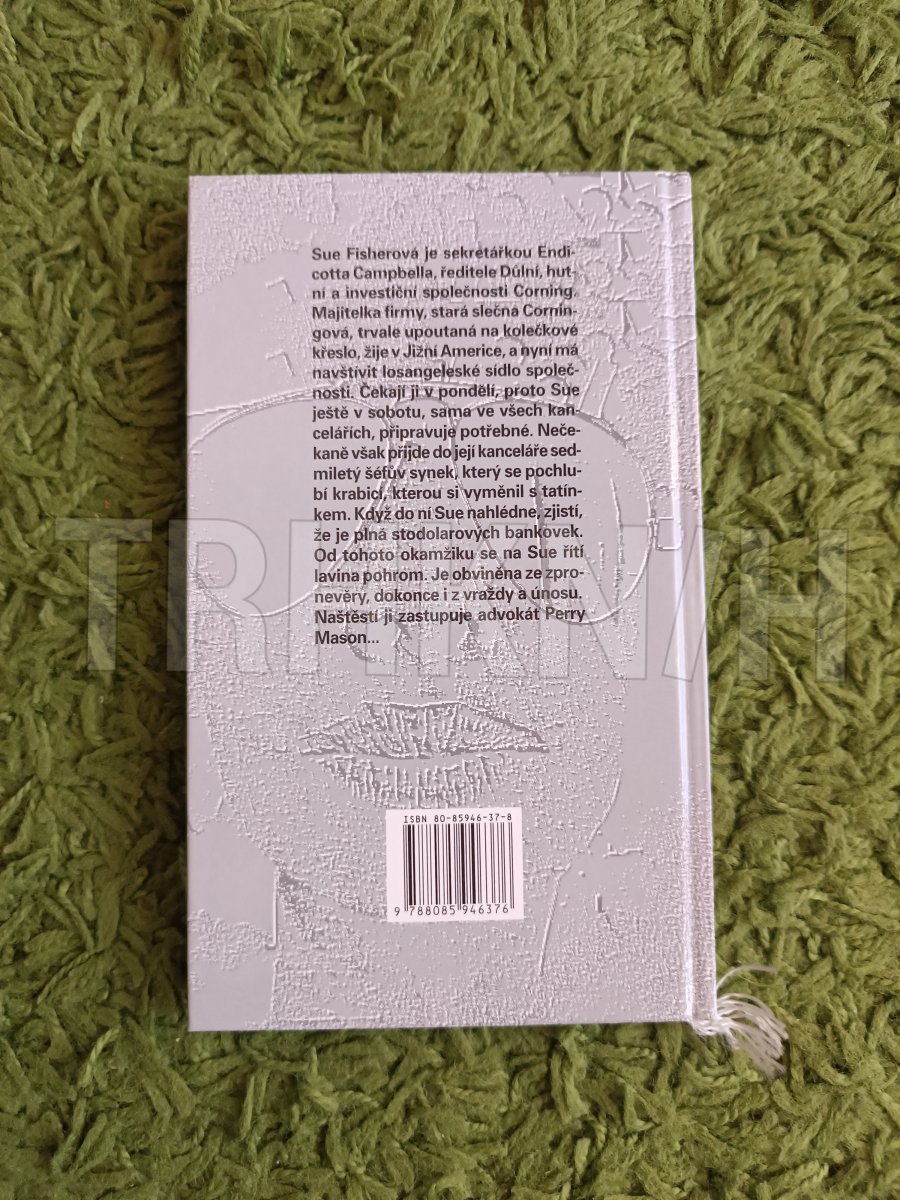 Sue Fisherová je sekretářkou Endi-
cotta Campbella, ředitele Důlní, hut-
ní a investiční společnosti Corning.
Majitelka firmy, stará slečna Cornin-
gová, trvale upoutaná na kolečkové
křeslo, žije v Jižní Americe, a nyní má
navštívit losangeleské sídlo společ-
nosti. Čekají ji v pondělí, proto Sue
ještě v sobotu, sama ve všech kan-
celářích, připravuje potřebné. Neče-
kaně však přijde do její kanceláře sed-
miletý šéfův synek, který se pochlu-
bí krabicí, kterou si vyměnil s tatín-
kem. Když do ní Sue nahlédne, zjistí,
že je plná stodolarových bankovek.
Od tohoto okamžiku se na Sue řítí
lavina pohrom. Je obviněna ze zpro-
nevěry, dokonce i z vraždy a únosu.
Naštěstí ji zastupuje advokát Perry
Mason...
ISBN 80-85946-37-8
9 788085 946376